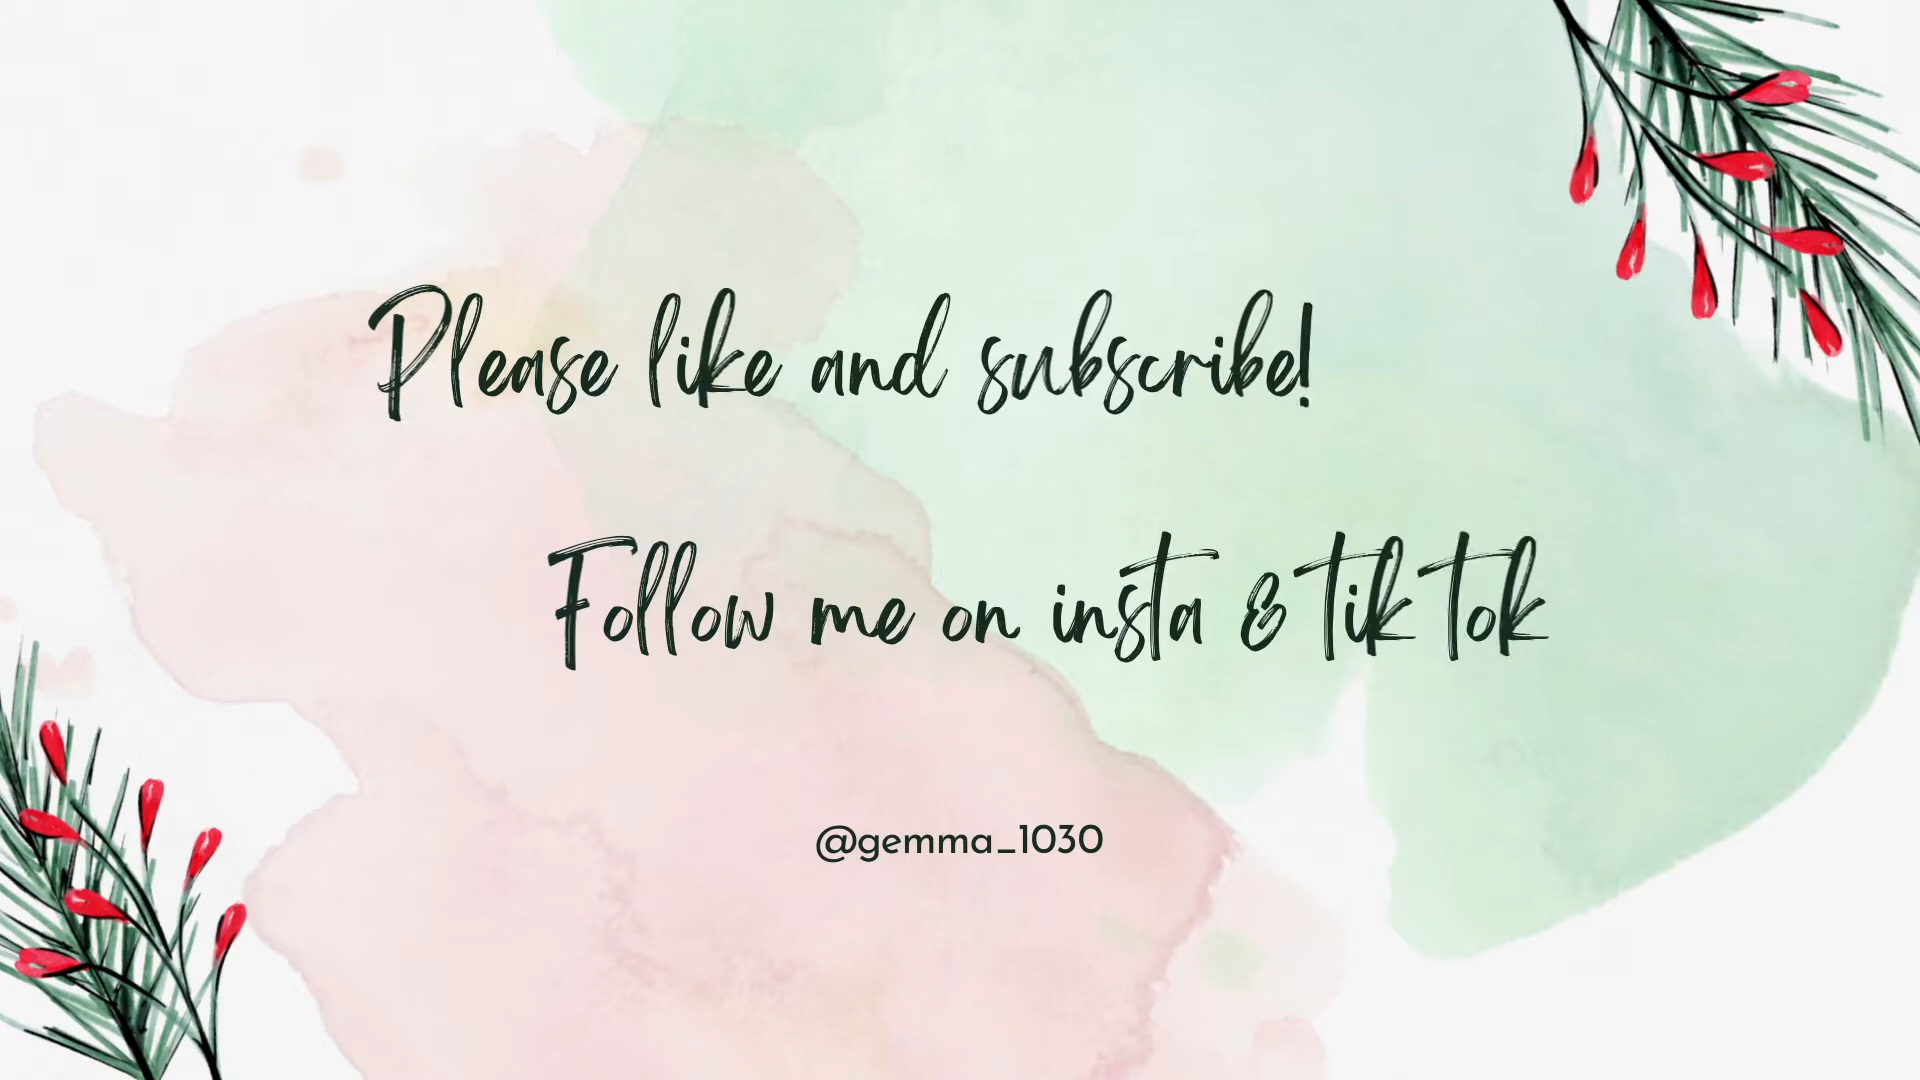 Please like and subscribe!
Follow me on insta & tik tok
@gemma_1030